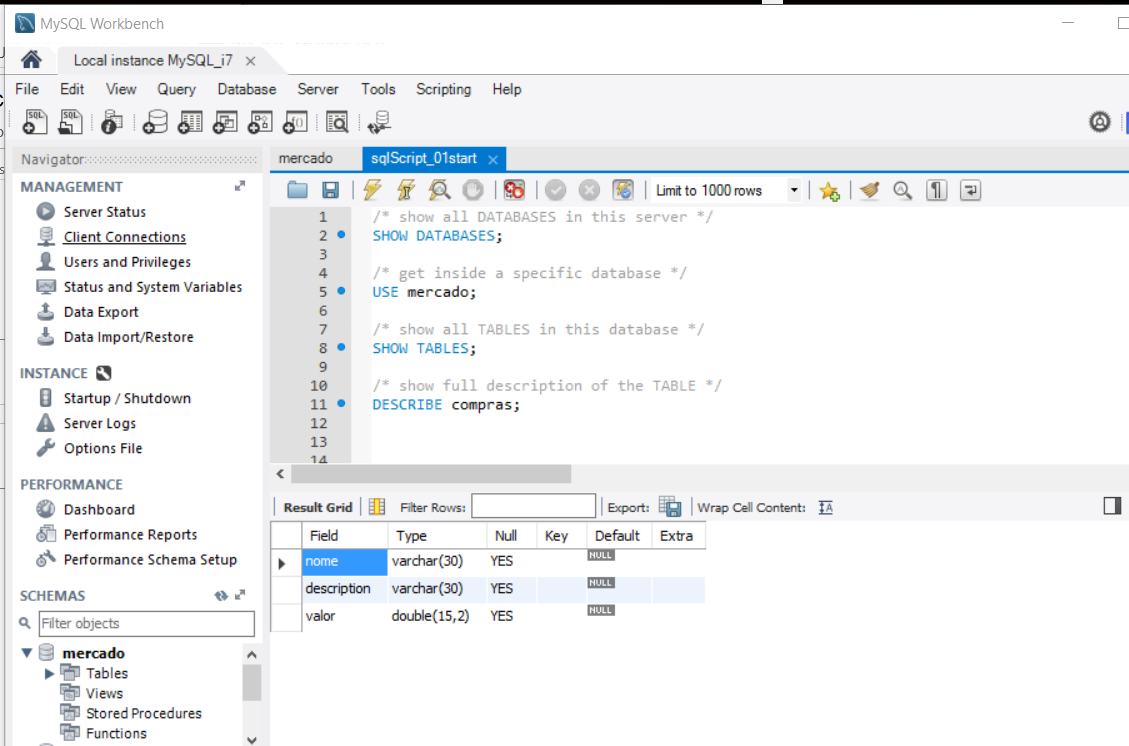 MySQL Workbench
Local instance MySQL_i7
File Edit View Query Database Server Tools Scripting Help
Navigator
mercado sqlScript_01start
MANAGEMENT
Server Status
Client Connections
Users and Privileges
Status and System Variables
Data Export
Data Import/Restore
INSTANCE
Startup / Shutdown
Server Logs
Options File
PERFORMANCE
Dashboard
Performance Reports
Performance Schema Setup
SCHEMAS
Filter objects
mercado
Tables
Views
Stored Procedures
Functions
Limit to 1000 rows
1 /* show all DATABASES in this server */
2 SHOW DATABASES;
3
4 /* get inside a specific database */
5 USE mercado;
6
7 /* show all TABLES in this database */
8 SHOW TABLES;
9
10 /* show full description of the TABLE */
11 DESCRIBE compras;
12
13
14
Result Grid Filter Rows: Export: Wrap Cell Content:
Field Type Null Key Default Extra
nome varchar(30) YES NULL
description varchar(30) YES NULL
valor double(15,2) YES NULL